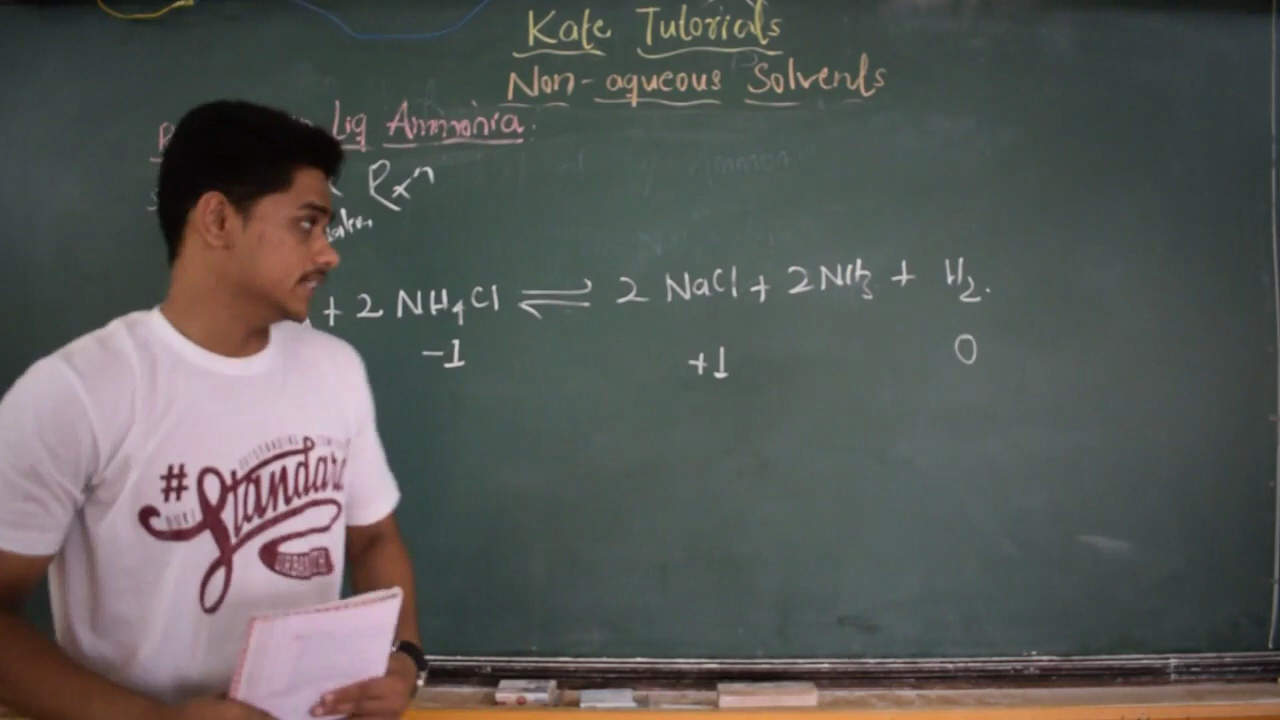 Kate Tutorials
Non-aqueous Solvents
Liq Ammonia.
Rxn
+ 2 NH4Cl ⇌ 2 NaCl + 2 NH3 + H2.
-1 +1 0
# Standard